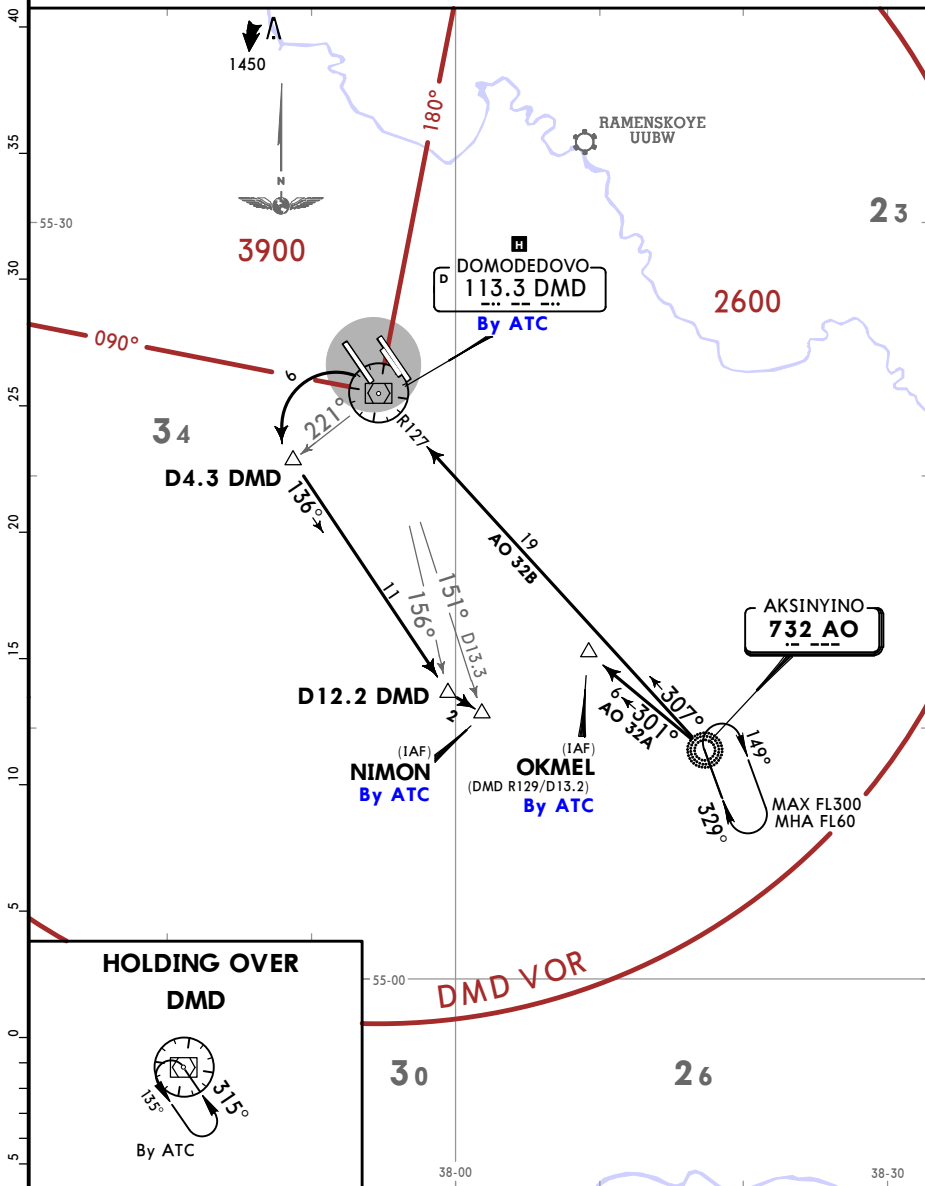 40
35
30
25
20
15
10
5
0
5
1450
N
180°
RAMENSKOYE
UUBW
55-30
23
3900
H
D
DOMODEDOVO
113.3 DMD
By ATC
2600
090°
6
34
221°
R127
D4.3 DMD
136°
11
19
AO 32B
151° D13.3
156°
AKSINYINO
732 AO
D12.2 DMD
2
(IAF)
NIMON
By ATC
(IAF)
OKMEL
(DMD R129/D13.2)
By ATC
307°
6
301°
AO 32A
149°
329°
MAX FL300
MHA FL60
HOLDING OVER
DMD
135°
315°
By ATC
55-00
DMD VOR
30
26
38-00
38-30